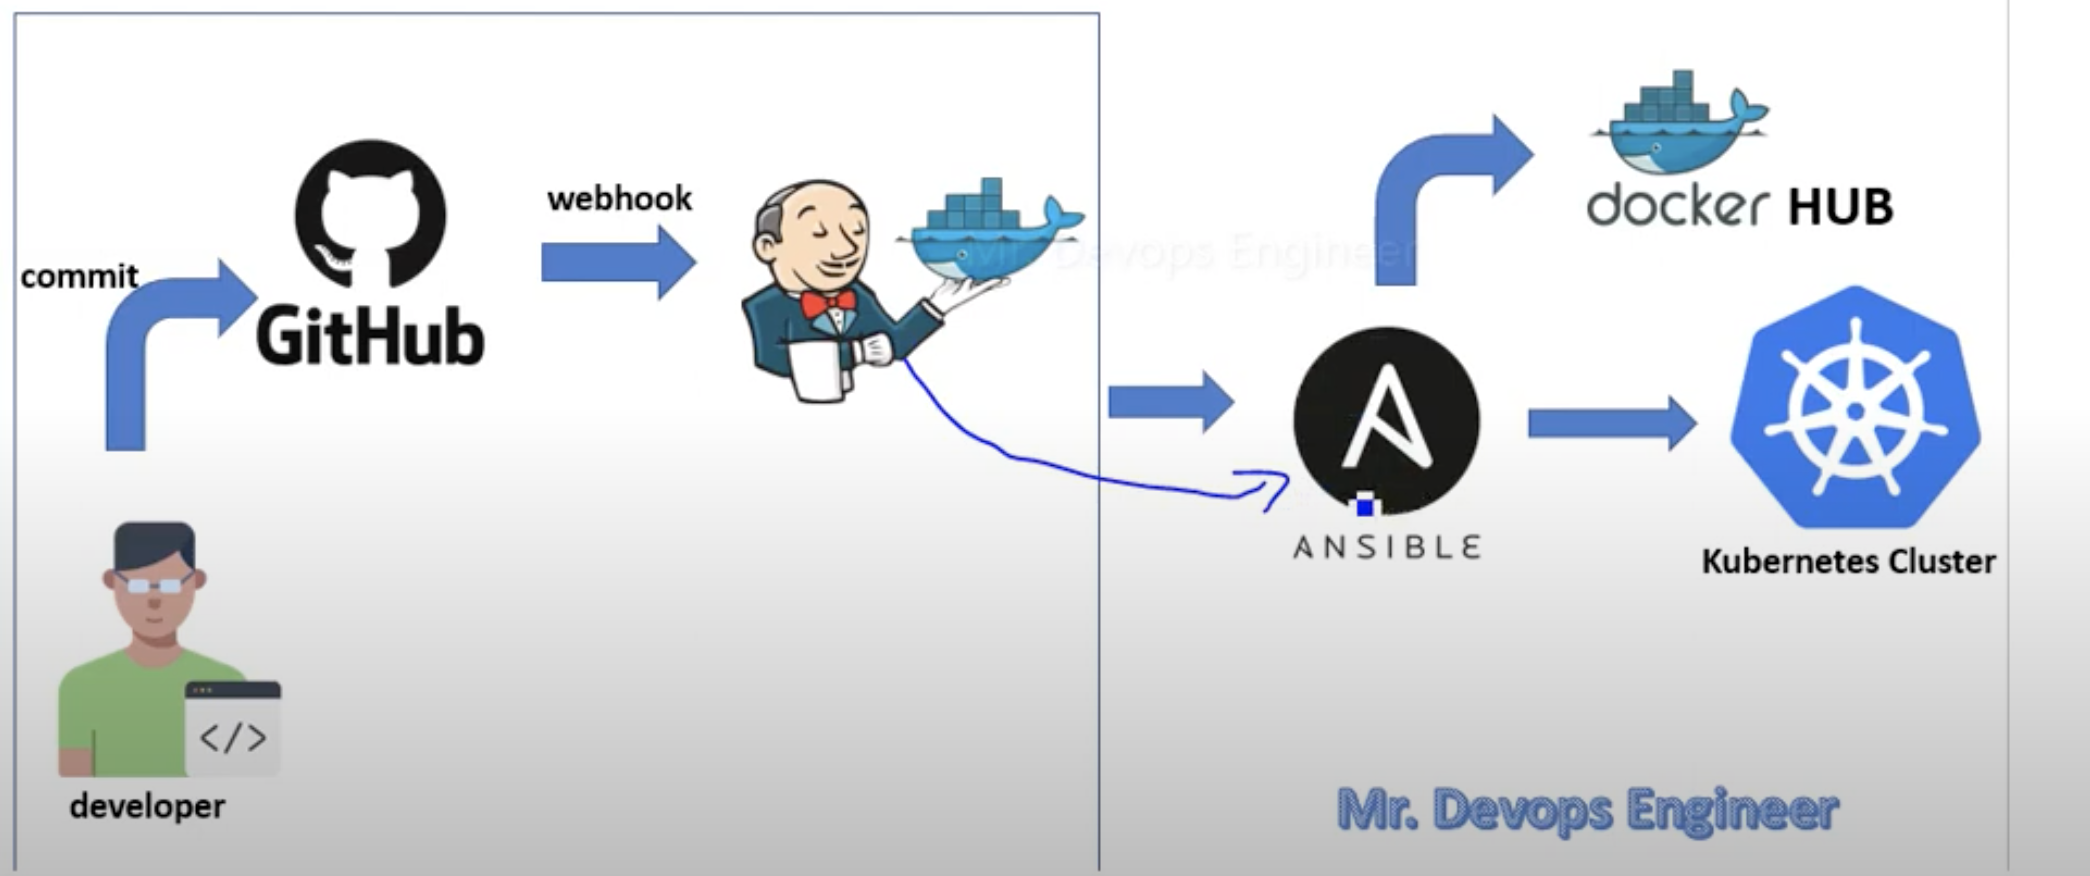 commit
GitHub
webhook
Mr. Devops Engineer
docker HUB
ANSIBLE
Kubernetes Cluster
</>
developer
Mr. Devops Engineer